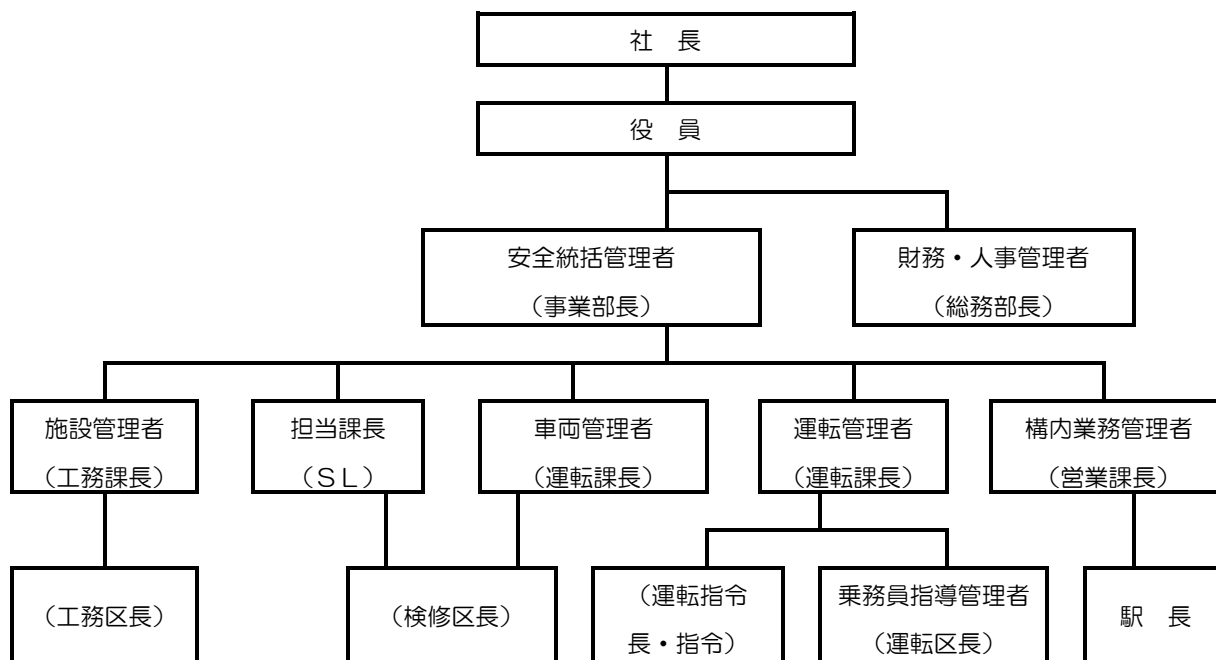 社　長
役　員
安全統括管理者
（事業部長）
財務・人事管理者
（総務部長）
施設管理者
（工務課長）
担当課長
（ＳＬ）
車両管理者
（運転課長）
運転管理者
（運転課長）
構内業務管理者
（営業課長）
（工務区長）
（検修区長）
（運転指令
長・指令）
乗務員指導管理者
（運転区長）
駅　長